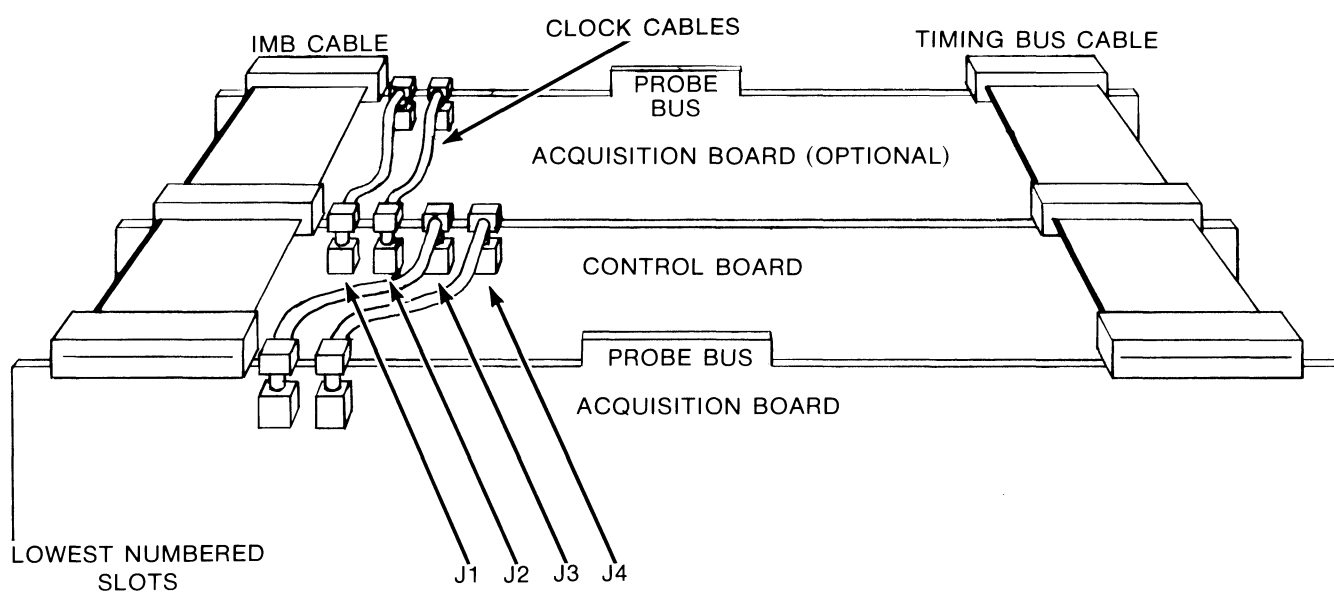 CLOCK CABLES
IMB CABLE
TIMING BUS CABLE
PROBE
BUS
ACQUISITION BOARD (OPTIONAL)
CONTROL BOARD
PROBE BUS
ACQUISITION BOARD
LOWEST NUMBERED
SLOTS
J1 J2 J3 J4